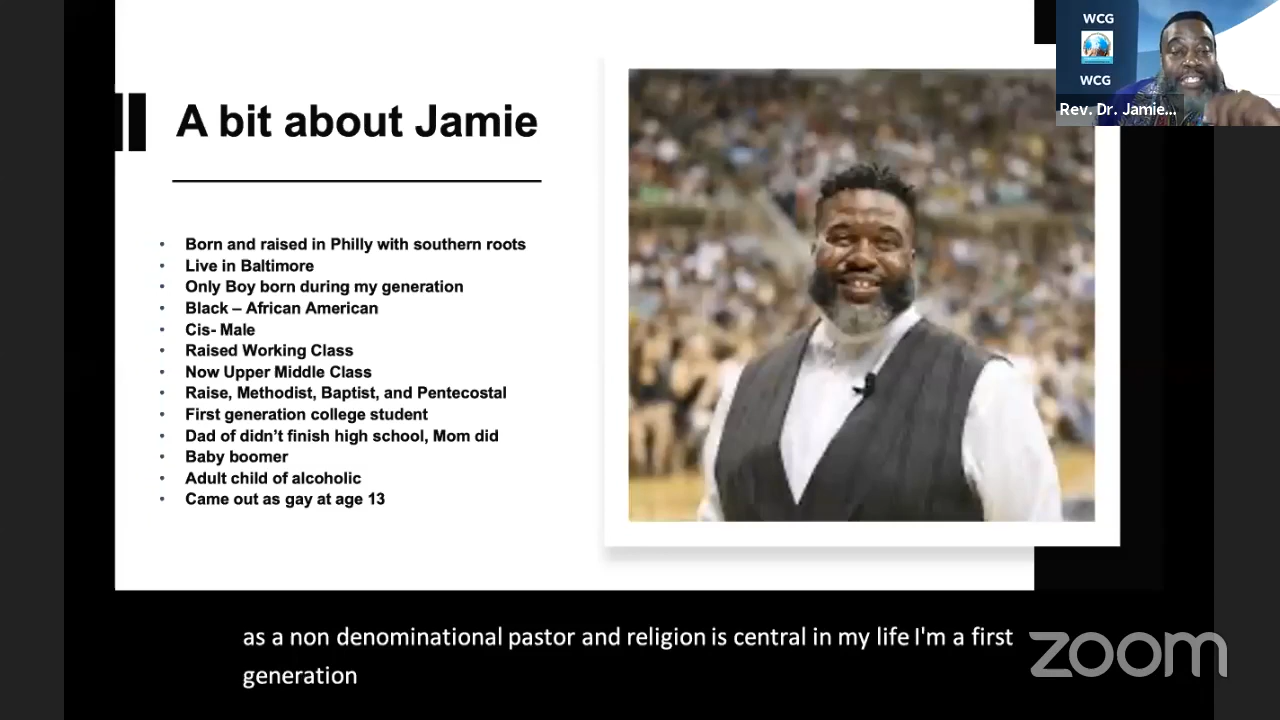 WCG
WCG
Rev. Dr. Jamie...
A bit about Jamie
• Born and raised in Philly with southern roots
• Live in Baltimore
• Only Boy born during my generation
• Black – African American
• Cis- Male
• Raised Working Class
• Now Upper Middle Class
• Raise, Methodist, Baptist, and Pentecostal
• First generation college student
• Dad of didn’t finish high school, Mom did
• Baby boomer
• Adult child of alcoholic
• Came out as gay at age 13
as a non denominational pastor and religion is central in my life I'm a first
generation
zoom